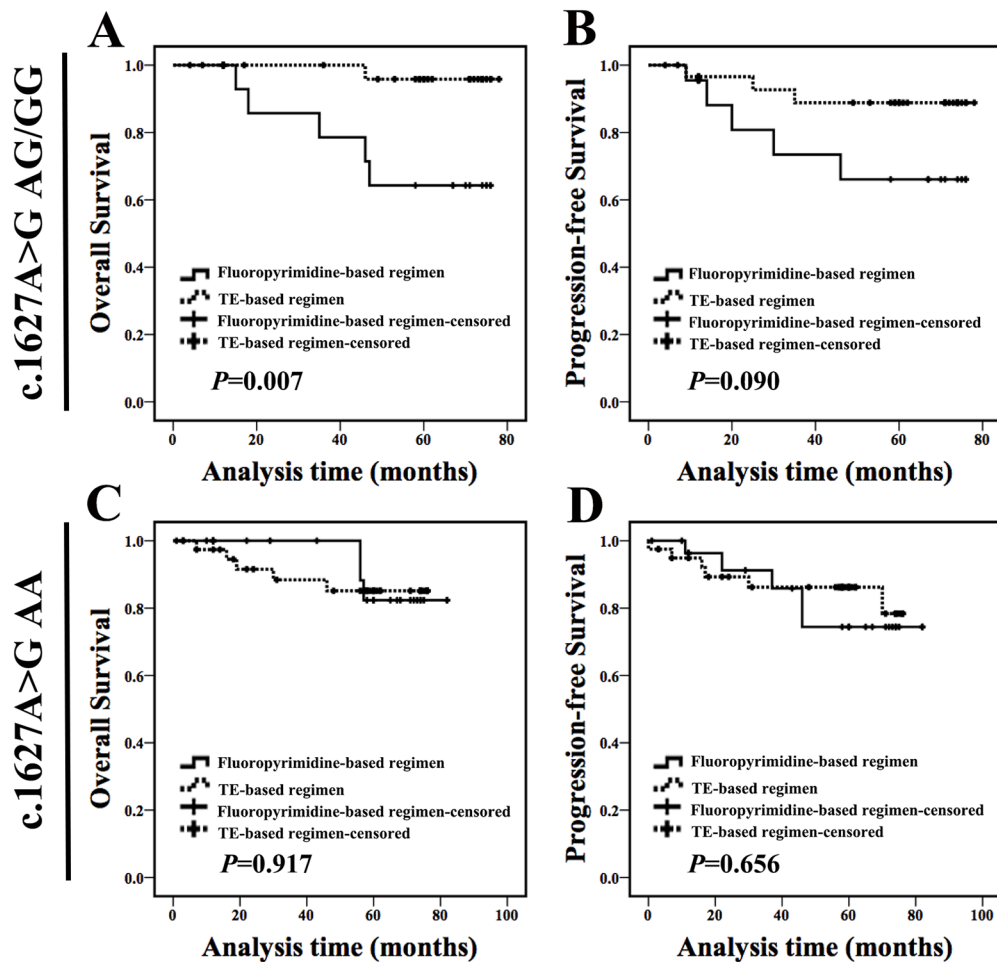 A
c.1627A>G AG/GG
Overall Survival
1.0
0.8
0.6
0.4
0.2
0.0
Fluoropyrimidine-based regimen
TE-based regimen
Fluoropyrimidine-based regimen-censored
TE-based regimen-censored
P=0.007
0 20 40 60 80
Analysis time (months)
B
Progression-free Survival
1.0
0.8
0.6
0.4
0.2
0.0
Fluoropyrimidine-based regimen
TE-based regimen
Fluoropyrimidine-based regimen-censored
TE-based regimen-censored
P=0.090
0 20 40 60 80
Analysis time (months)
C
c.1627A>G AA
Overall Survival
1.0
0.8
0.6
0.4
0.2
0.0
Fluoropyrimidine-based regimen
TE-based regimen
Fluoropyrimidine-based regimen-censored
TE-based regimen-censored
P=0.917
0 20 40 60 80 100
Analysis time (months)
D
Progression-free Survival
1.0
0.8
0.6
0.4
0.2
0.0
Fluoropyrimidine-based regimen
TE-based regimen
Fluoropyrimidine-based regimen-censored
TE-based regimen-censored
P=0.656
0 20 40 60 80 100
Analysis time (months)